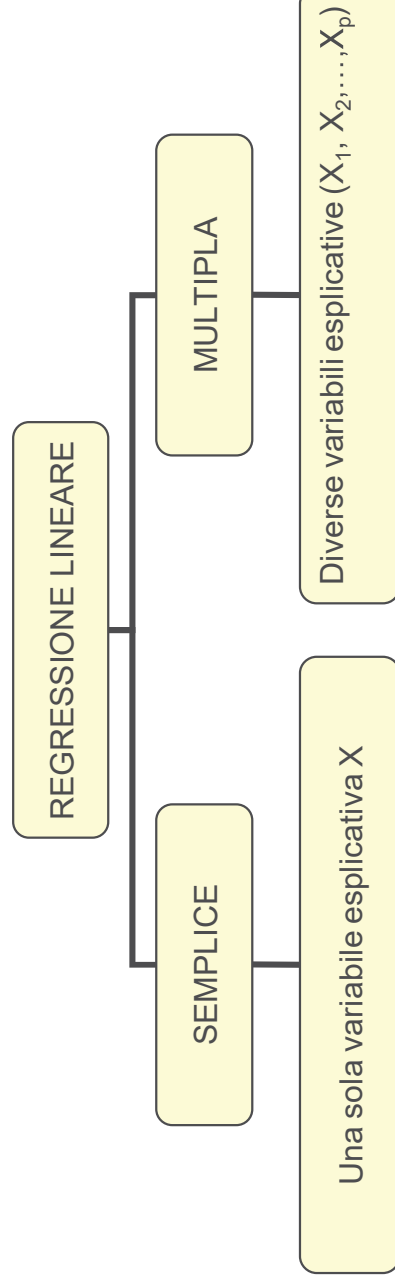 REGRESSIONE LINEARE
SEMPLICE
MULTIPLA
Una sola variabile esplicativa X
Diverse variabili esplicative (X₁, X₂,…,Xₚ)